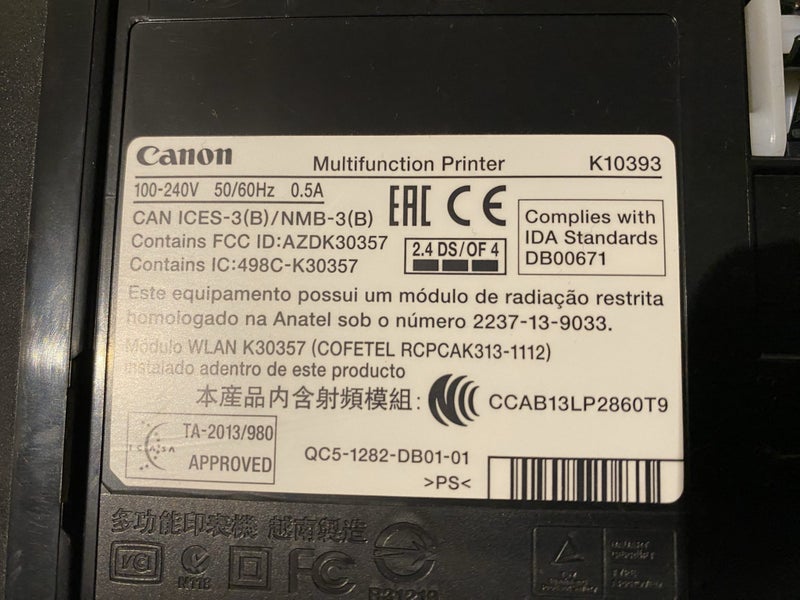 Canon Multifunction Printer K10393
100-240V 50/60Hz 0.5A
CAN ICES-3(B)/NMB-3(B)
Contains FCC ID:AZDK30357
Contains IC:498C-K30357
EAC CE
2.4 DS/OF 4
Complies with
IDA Standards
DB00671
Este equipamento possui um módulo de radiação restrita
homologado na Anatel sob o número 2237-13-9033.
Módulo WLAN K30357 (COFETEL RCPCAK313-1112)
instalado adentro de este producto
本產品内含射頻模組: CCAB13LP2860T9
ICASA
TA-2013/980
APPROVED
QC5-1282-DB01-01
>PS<
多功能印表機 越南製造
VCI N118 FC